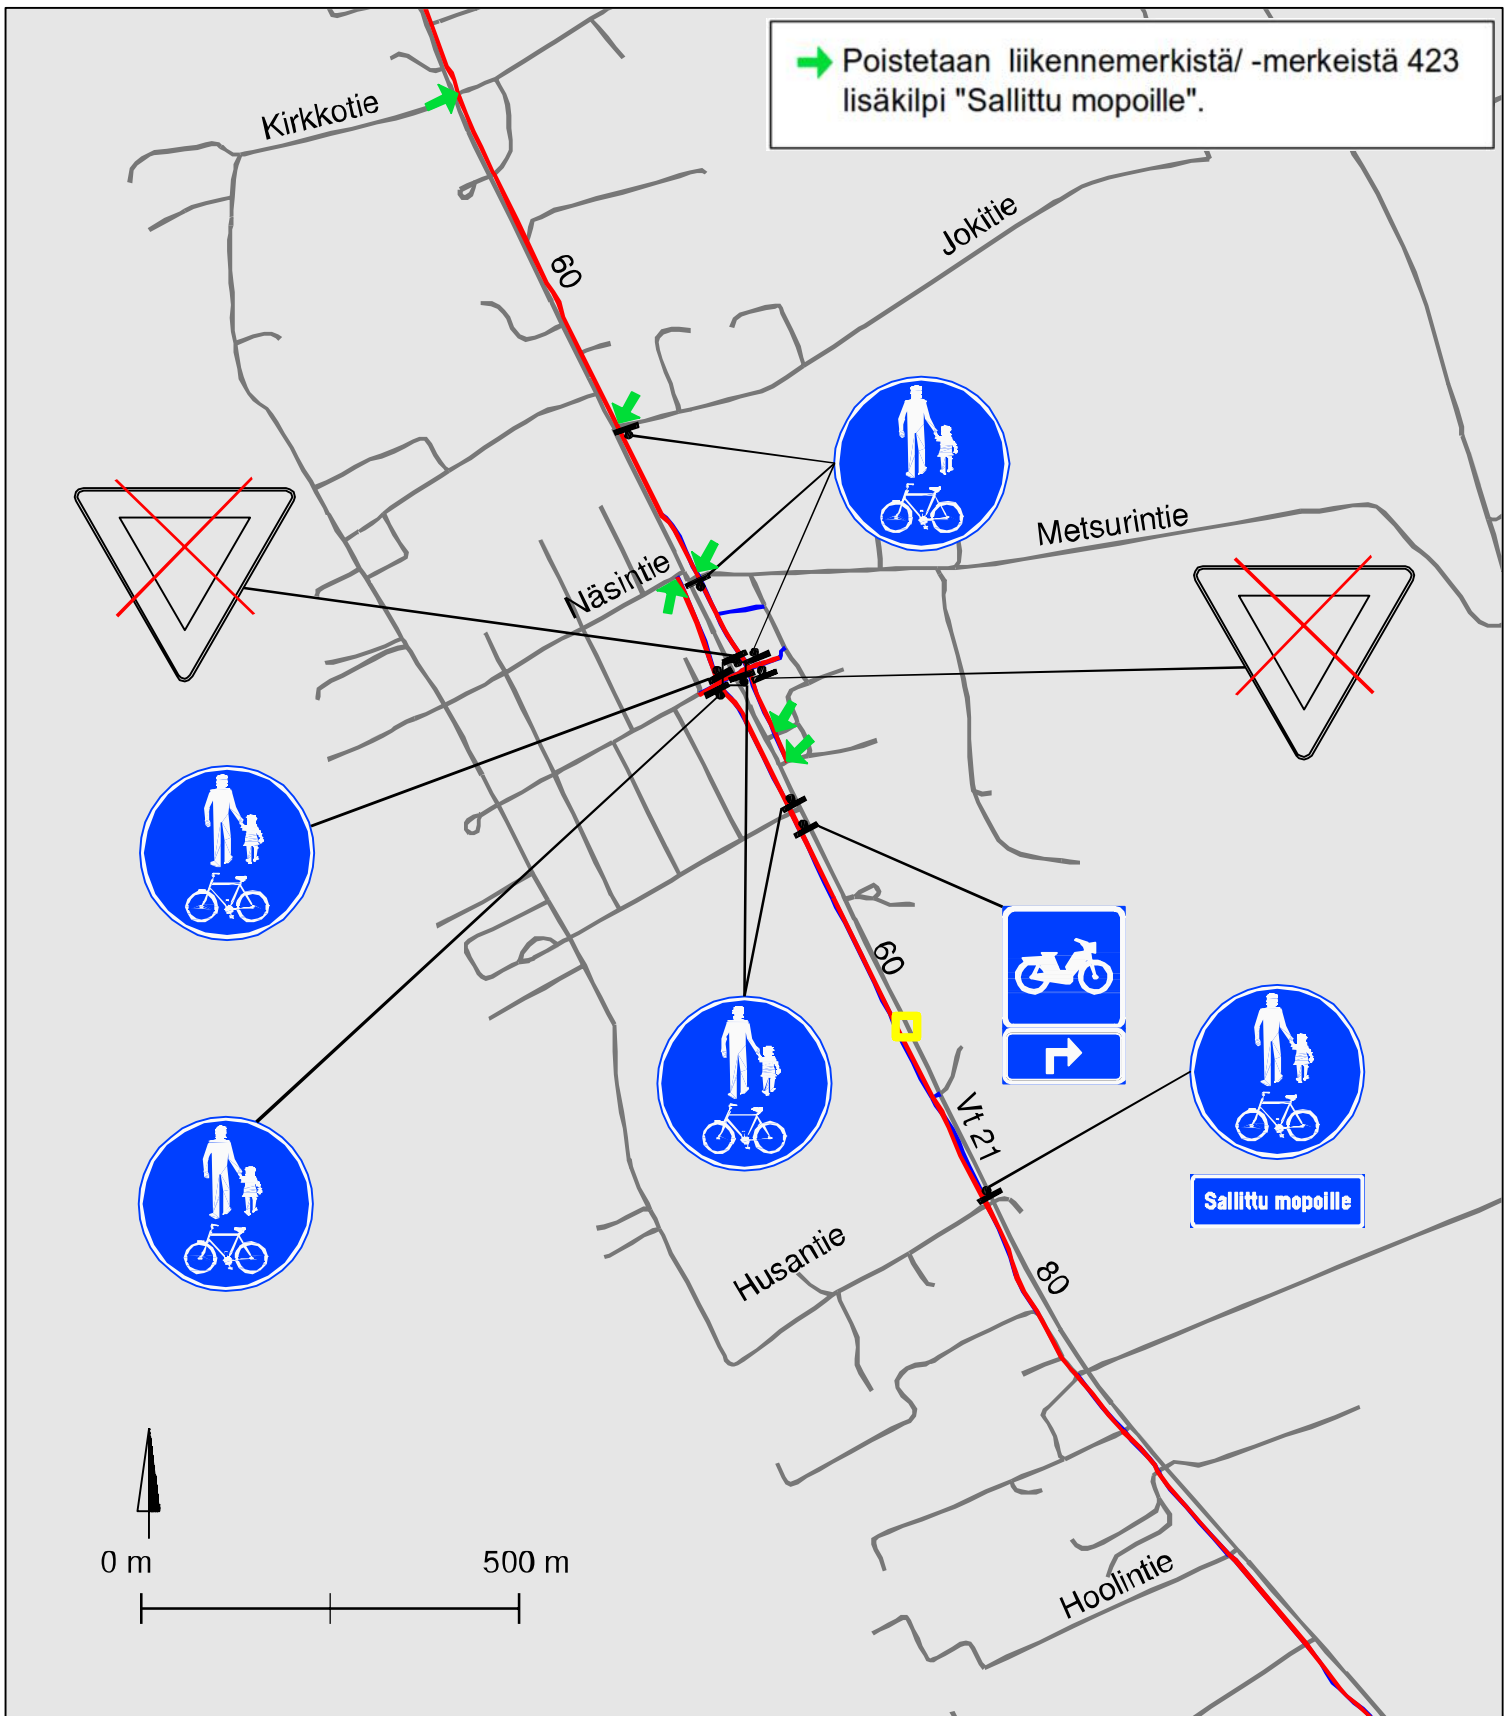 Poistetaan liikennemerkistä/ -merkeistä 423
lisäkilpi "Sallittu mopoille".
Kirkkotie
Jokitie
60
Metsurintie
Näsintie
60
Vt 21
Sallittu mopoille
Husantie
80
0 m
500 m
Hoolintie